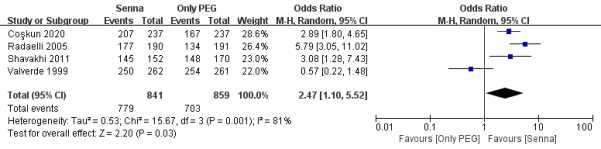 Senna Only PEG Odds Ratio Odds Ratio
Study or Subgroup Events Total Events Total Weight M-H, Random, 95% CI M-H, Random, 95% CI
Coşkun 2020 207 237 167 237 28.6% 2.89 [1.80, 4.65]
Radaelli 2005 177 190 134 191 26.4% 5.79 [3.05, 11.02]
Shavakhi 2011 145 152 148 170 23.3% 3.08 [1.28, 7.43]
Valverde 1999 250 262 254 261 21.7% 0.57 [0.22, 1.48]
Total (95% CI) 841 859 100.0% 2.47 [1.10, 5.52]
Total events 779 703
Heterogeneity: Tau² = 0.53; Chi² = 15.67, df = 3 (P = 0.001); I² = 81%
Test for overall effect: Z = 2.20 (P = 0.03)
0.01 0.1 1 10 100
Favours [Only PEG] Favours [Senna]